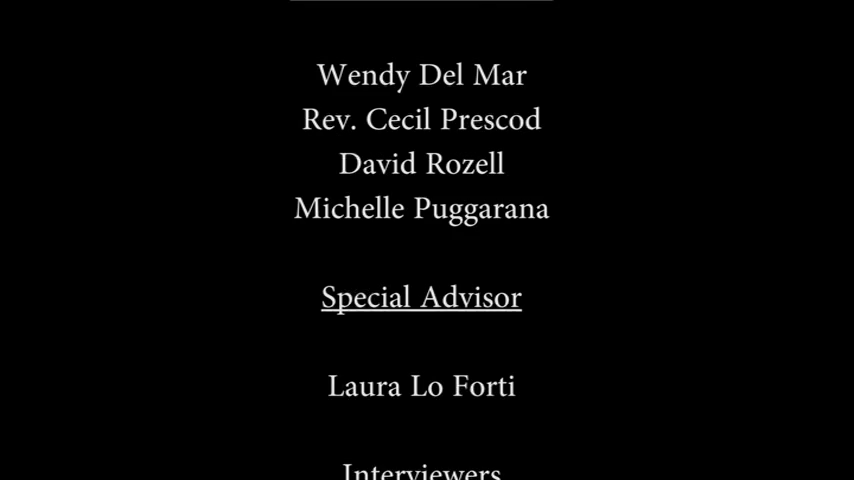 Wendy Del Mar
Rev. Cecil Prescod
David Rozell
Michelle Puggarana
Special Advisor
Laura Lo Forti
Interviewers